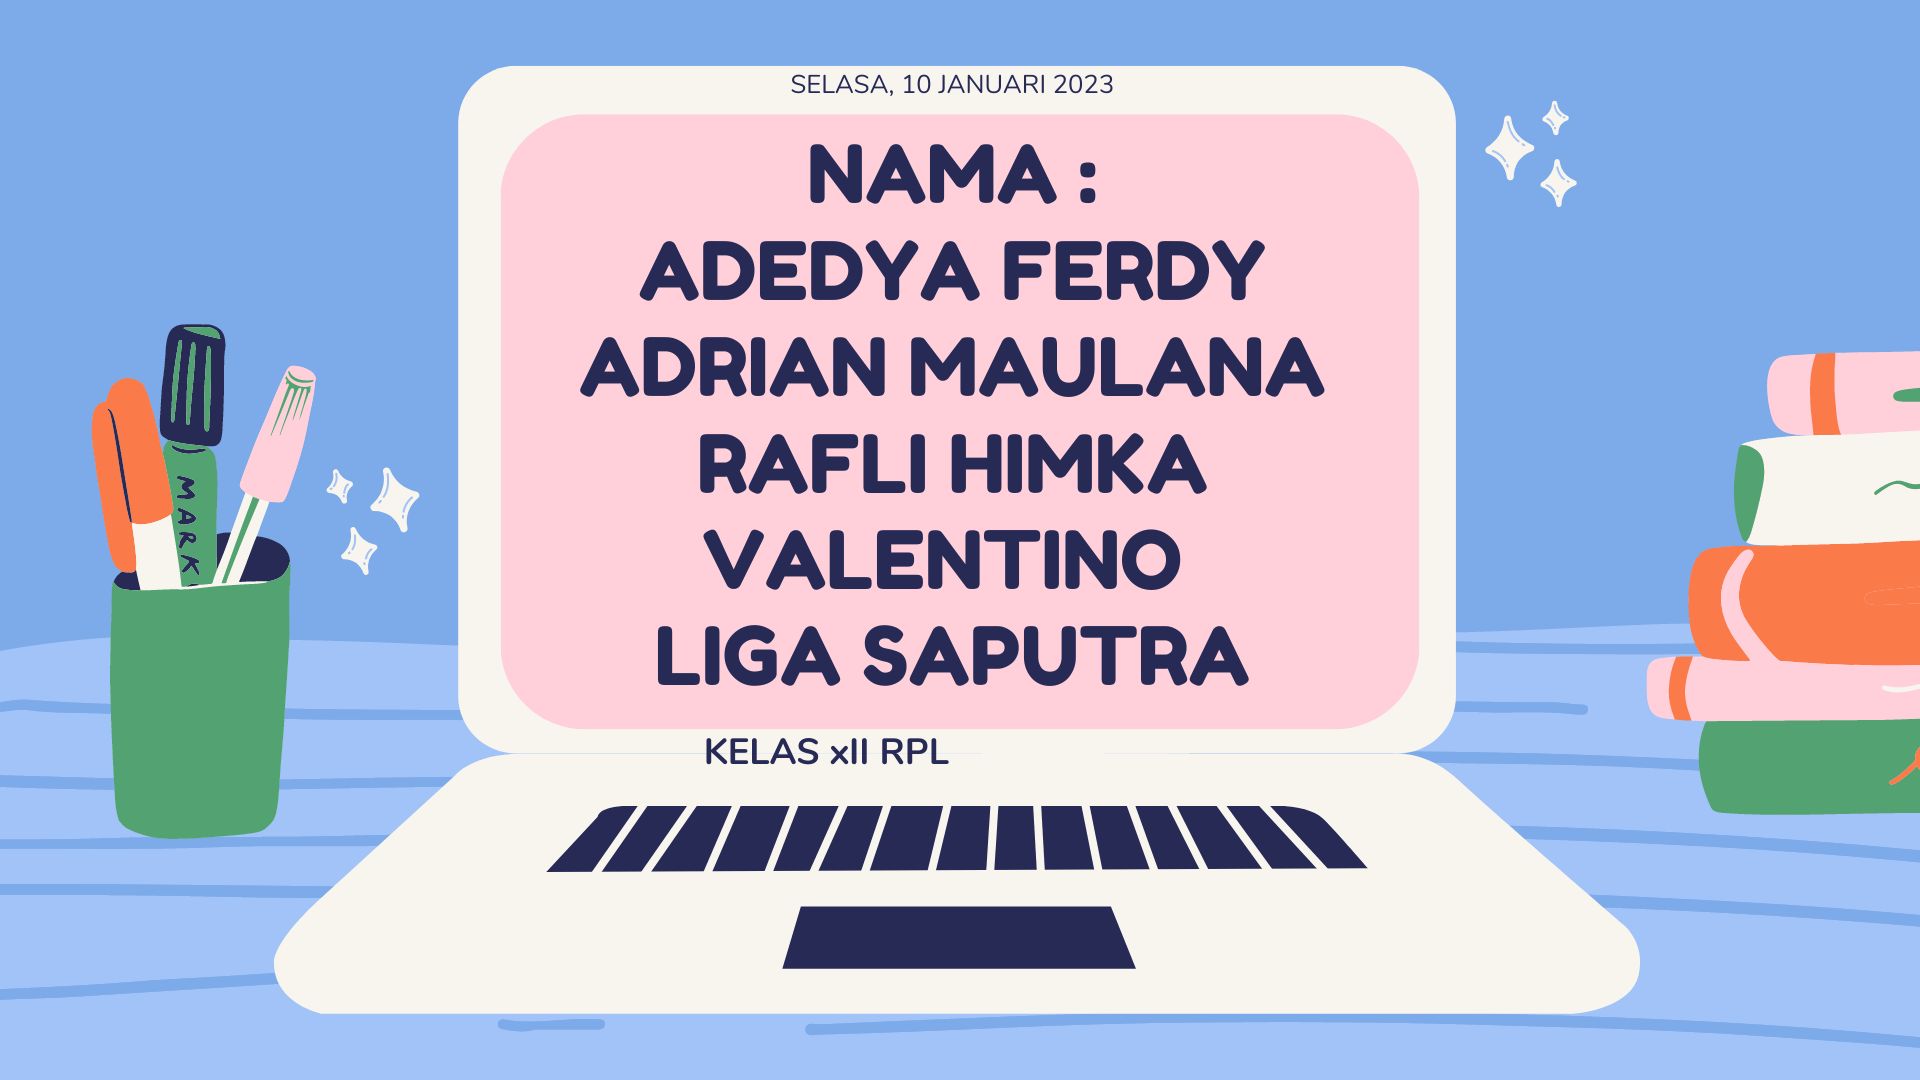 SELASA, 10 JANUARI 2023
NAMA :
ADEDYA FERDY
ADRIAN MAULANA
RAFLI HIMKA
VALENTINO
LIGA SAPUTRA
KELAS xII RPL
MARK